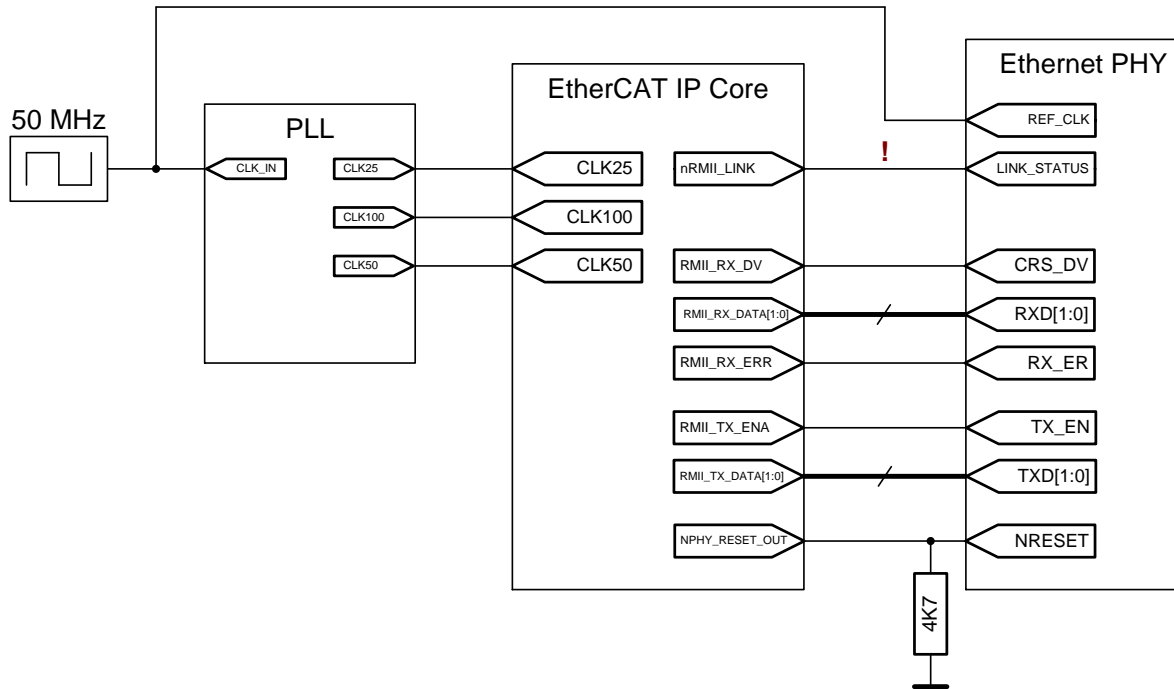 50 MHz
PLL
CLK_IN
CLK25
CLK100
CLK50
EtherCAT IP Core
CLK25
CLK100
CLK50
nRMII_LINK
RMII_RX_DV
RMII_RX_DATA[1:0]
RMII_RX_ERR
RMII_TX_ENA
RMII_TX_DATA[1:0]
NPHY_RESET_OUT
!
4K7
Ethernet PHY
REF_CLK
LINK_STATUS
CRS_DV
RXD[1:0]
RX_ER
TX_EN
TXD[1:0]
NRESET